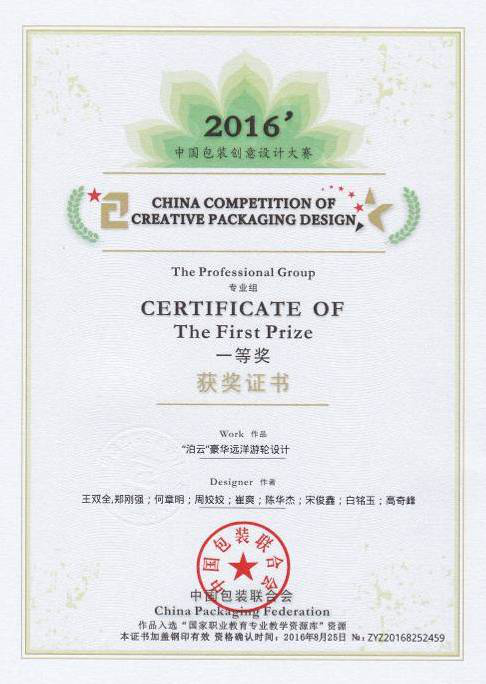 2016’
中国包装创意设计大赛
CHINA COMPETITION OF
CREATIVE PACKAGING DESIGN
The Professional Group
专业组
CERTIFICATE OF
The First Prize
一等奖
获奖证书
Work 作品
“泊云”豪华远洋游轮设计
Designer 作者
王双全,郑刚强；何章明；周姣姣；崔爽；陈华杰；宋俊鑫；白铭玉；高奇峰
中国包装联合会
中国包装联合会
China Packaging Federation
作品入选“国家职业教育专业教学资源库”资源
本证书加盖钢印有效 资格确认时间：2016年8月25日 №:ZYZ20168252459